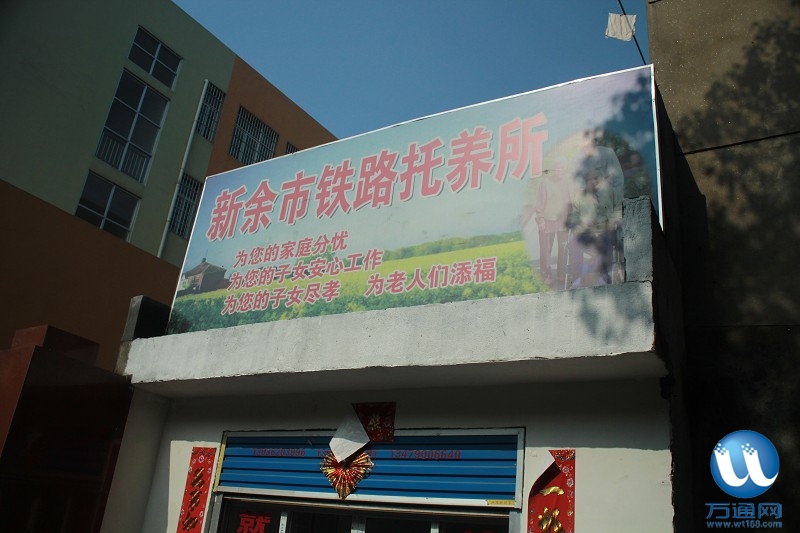 新余市铁路托养所
为您的家庭分忧
为您的子女安心工作
为您的子女尽孝 为老人们添福
就
万通网
www.wt168.com